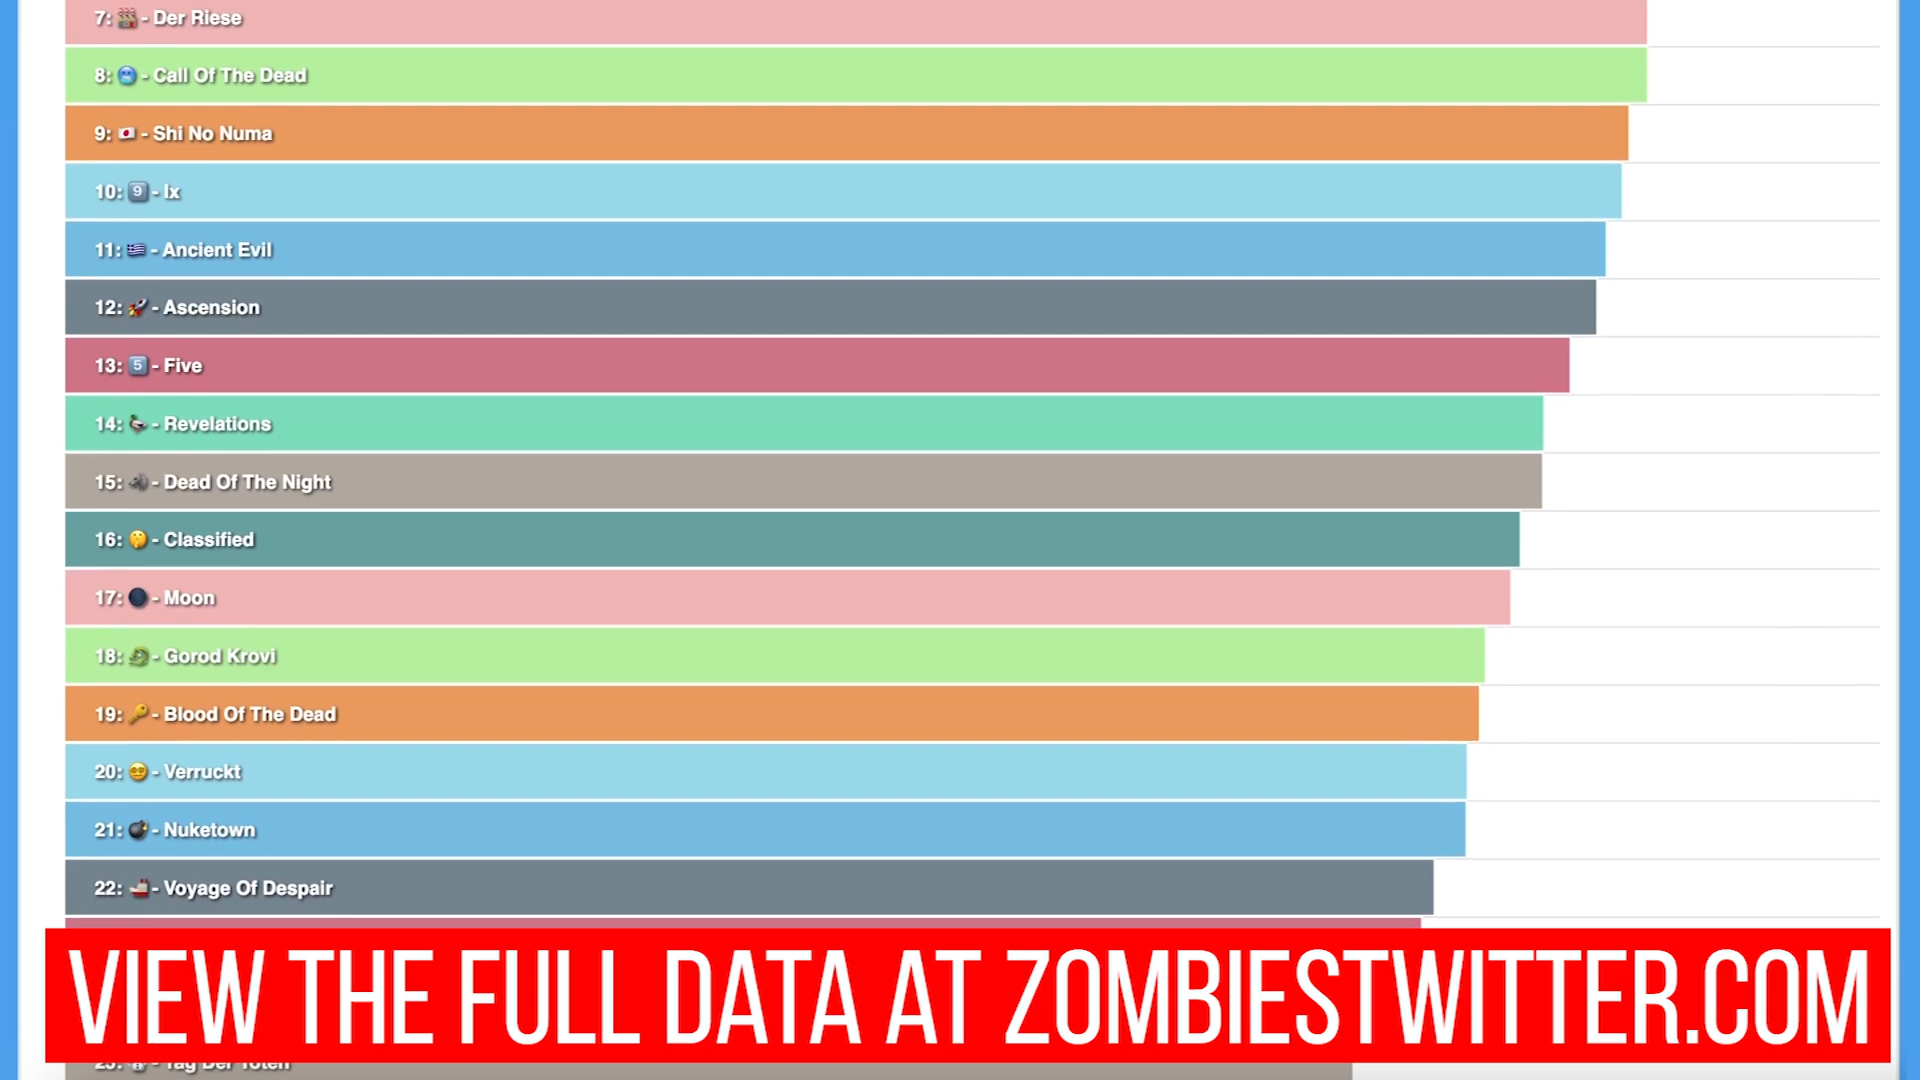 7: 🏭 - Der Riese
8: 🥶 - Call Of The Dead
9: 🇯🇵 - Shi No Numa
10: 9️⃣ - Ix
11: 🇬🇷 - Ancient Evil
12: 🚀 - Ascension
13: 5️⃣ - Five
14: 🦆 - Revelations
15: 🐺 - Dead Of The Night
16: 🤫 - Classified
17: 🌑 - Moon
18: 🐲 - Gorod Krovi
19: 🔑 - Blood Of The Dead
20: 😵‍💫 - Verruckt
21: 💣 - Nuketown
22: 🚢 - Voyage Of Despair
VIEW THE FULL DATA AT ZOMBIESTWITTER.COM
25: - Tag Der Toten